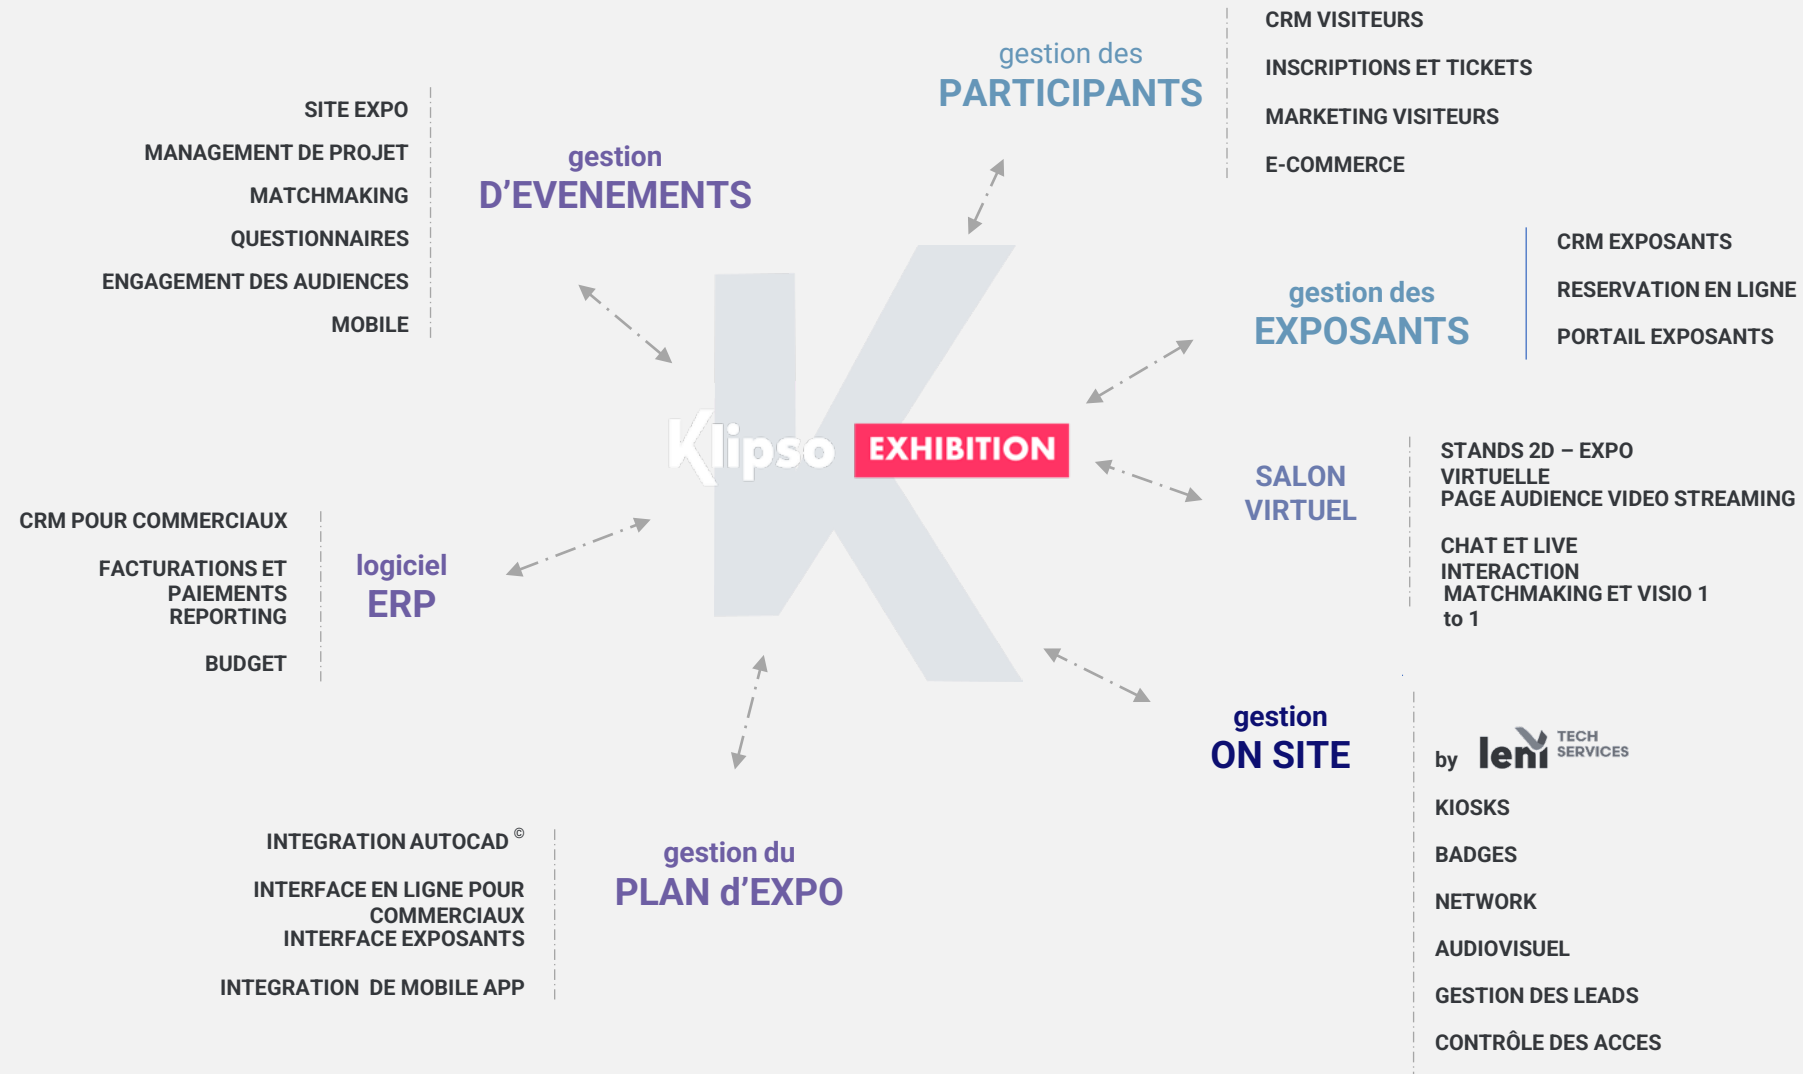 gestion des
PARTICIPANTS
CRM VISITEURS
INSCRIPTIONS ET TICKETS
MARKETING VISITEURS
E-COMMERCE
SITE EXPO
MANAGEMENT DE PROJET
MATCHMAKING
QUESTIONNAIRES
ENGAGEMENT DES AUDIENCES
MOBILE
gestion
D’EVENEMENTS
gestion des
EXPOSANTS
CRM EXPOSANTS
RESERVATION EN LIGNE
PORTAIL EXPOSANTS
Klipso EXHIBITION
SALON
VIRTUEL
STANDS 2D – EXPO
VIRTUELLE
PAGE AUDIENCE VIDEO STREAMING
CHAT ET LIVE
INTERACTION
MATCHMAKING ET VISIO 1
to 1
CRM POUR COMMERCIAUX
FACTURATIONS ET
PAIEMENTS
REPORTING
BUDGET
logiciel
ERP
gestion
ON SITE
by leni TECH
SERVICES
KIOSKS
BADGES
NETWORK
AUDIOVISUEL
GESTION DES LEADS
CONTRÔLE DES ACCES
INTEGRATION AUTOCAD ©
INTERFACE EN LIGNE POUR
COMMERCIAUX
INTERFACE EXPOSANTS
INTEGRATION DE MOBILE APP
gestion du
PLAN d’EXPO